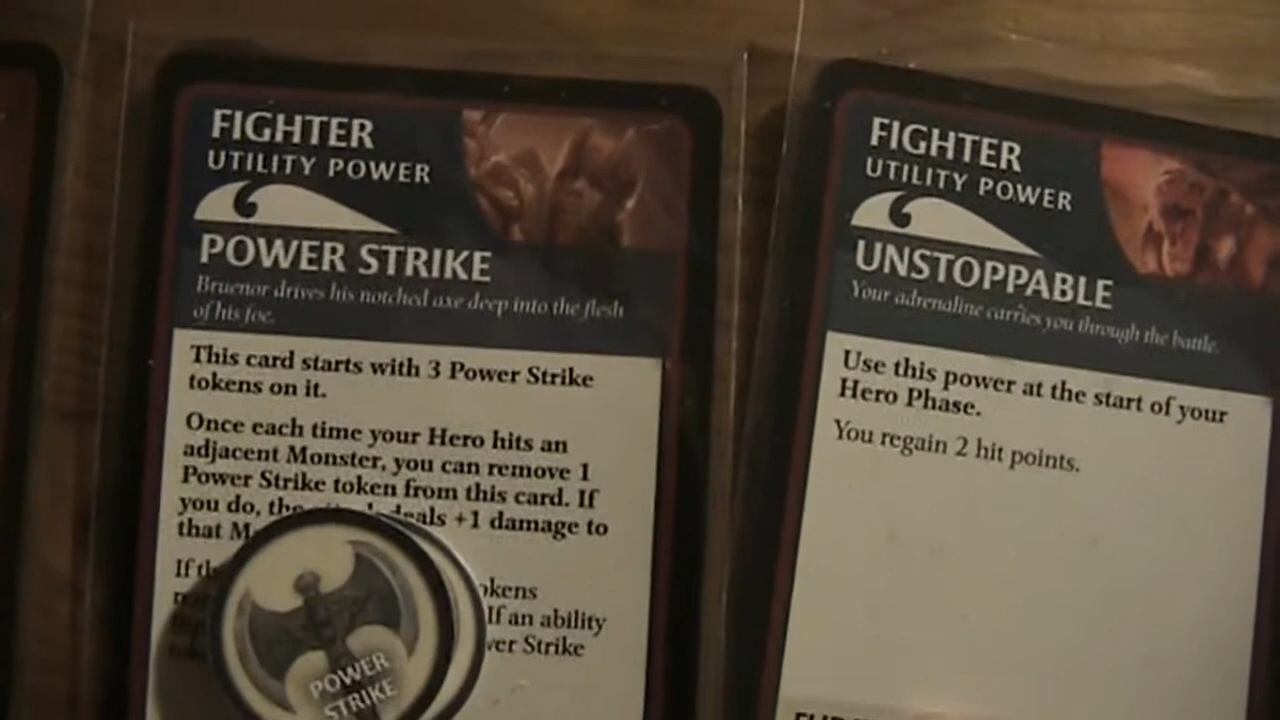 FIGHTER
UTILITY POWER
POWER STRIKE
Bruenor drives his notched axe deep into the flesh
of his foe.
This card starts with 3 Power Strike
tokens on it.
Once each time your Hero hits an
adjacent Monster, you can remove 1
Power Strike token from this card. If
you do, deals +1 damage to
that
If
If an ability
Strike
POWER
STRIKE
FIGHTER
UTILITY POWER
UNSTOPPABLE
Your adrenaline carries you through the battle.
Use this power at the start of your
Hero Phase.
You regain 2 hit points.